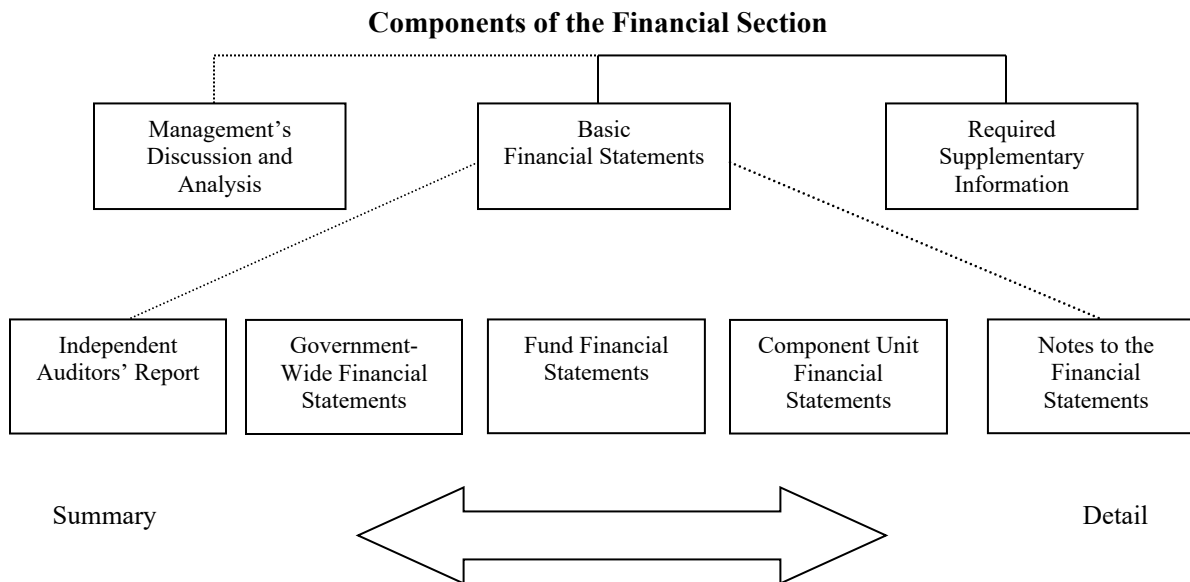 Components of the Financial Section
Management’s
Discussion and
Analysis
Basic
Financial Statements
Required
Supplementary
Information
Independent
Auditors’ Report
Government-
Wide Financial
Statements
Fund Financial
Statements
Component Unit
Financial
Statements
Notes to the
Financial
Statements
Summary
Detail